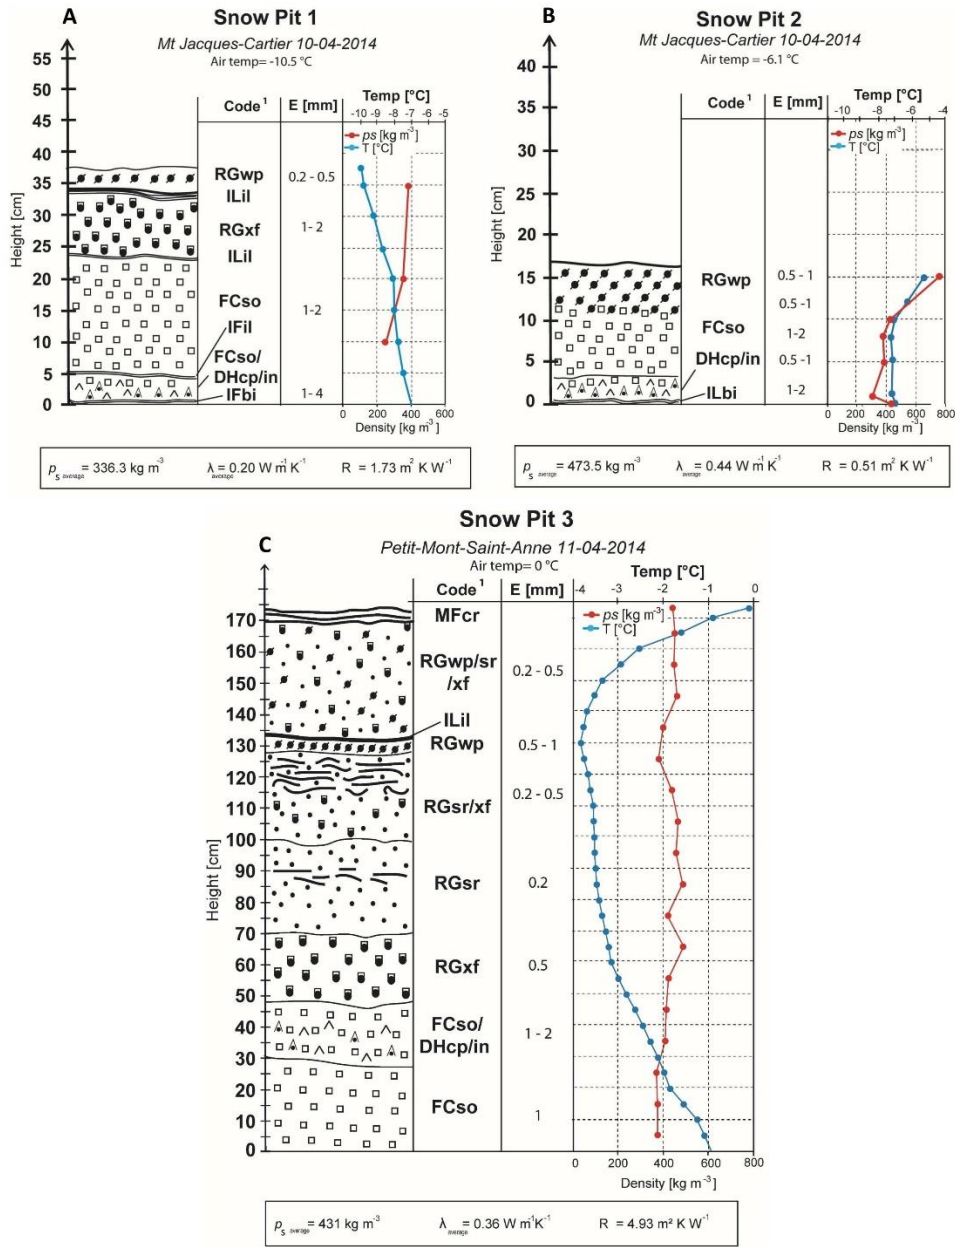 A
Snow Pit 1
Mt Jacques-Cartier 10-04-2014
Air temp= -10.5 °C
Code¹ E [mm] Temp [°C]
-10 -9 -8 -7 -6 -5
ps [kg m⁻³]
T [°C]
Height [cm]
55
50
45
40
35
30
25
20
15
10
5
0
RGwp 0.2 - 0.5
ILil
RGxf 1-2
ILil
FCso 1-2
IFil
FCso/
DHcp/in
IFbi 1- 4
0 200 400 600
Density [kg m⁻³]
pₛ average = 336.3 kg m⁻³ λ average = 0.20 W m⁻¹ K⁻¹ R = 1.73 m² K W⁻¹
B
Snow Pit 2
Mt Jacques-Cartier 10-04-2014
Air temp= -6.1 °C
Code¹ E [mm] Temp [°C]
-10 -8 -6 -4
ps [kg m⁻³]
T [°C]
Height [cm]
40
35
30
25
20
15
10
5
0
RGwp 0.5 - 1
0.5 - 1
FCso 1-2
DHcp/in 0.5 - 1
ILbi 1-2
0 200 400 600 800
Density [kg m⁻³]
pₛ average = 473.5 kg m⁻³ λ average = 0.44 W m⁻¹ K⁻¹ R = 0.51 m² K W⁻¹
C
Snow Pit 3
Petit-Mont-Saint-Anne 11-04-2014
Air temp= 0 °C
Code¹ E [mm] Temp [°C]
-4 -3 -2 -1 0
ps [kg m⁻³]
T [°C]
Height [cm]
170
160
150
140
130
120
110
100
90
80
70
60
50
40
30
20
10
0
MFcr
RGwp/sr
/xf 0.2 - 0.5
ILil
RGwp 0.5 - 1
RGsr/xf 0.2 - 0.5
RGsr 0.2
RGxf 0.5
FCso/
DHcp/in 1 - 2
FCso 1
0 200 400 600 800
Density [kg m⁻³]
pₛ average = 431 kg m⁻³ λ average = 0.36 W m⁻¹K⁻¹ R = 4.93 m² K W⁻¹